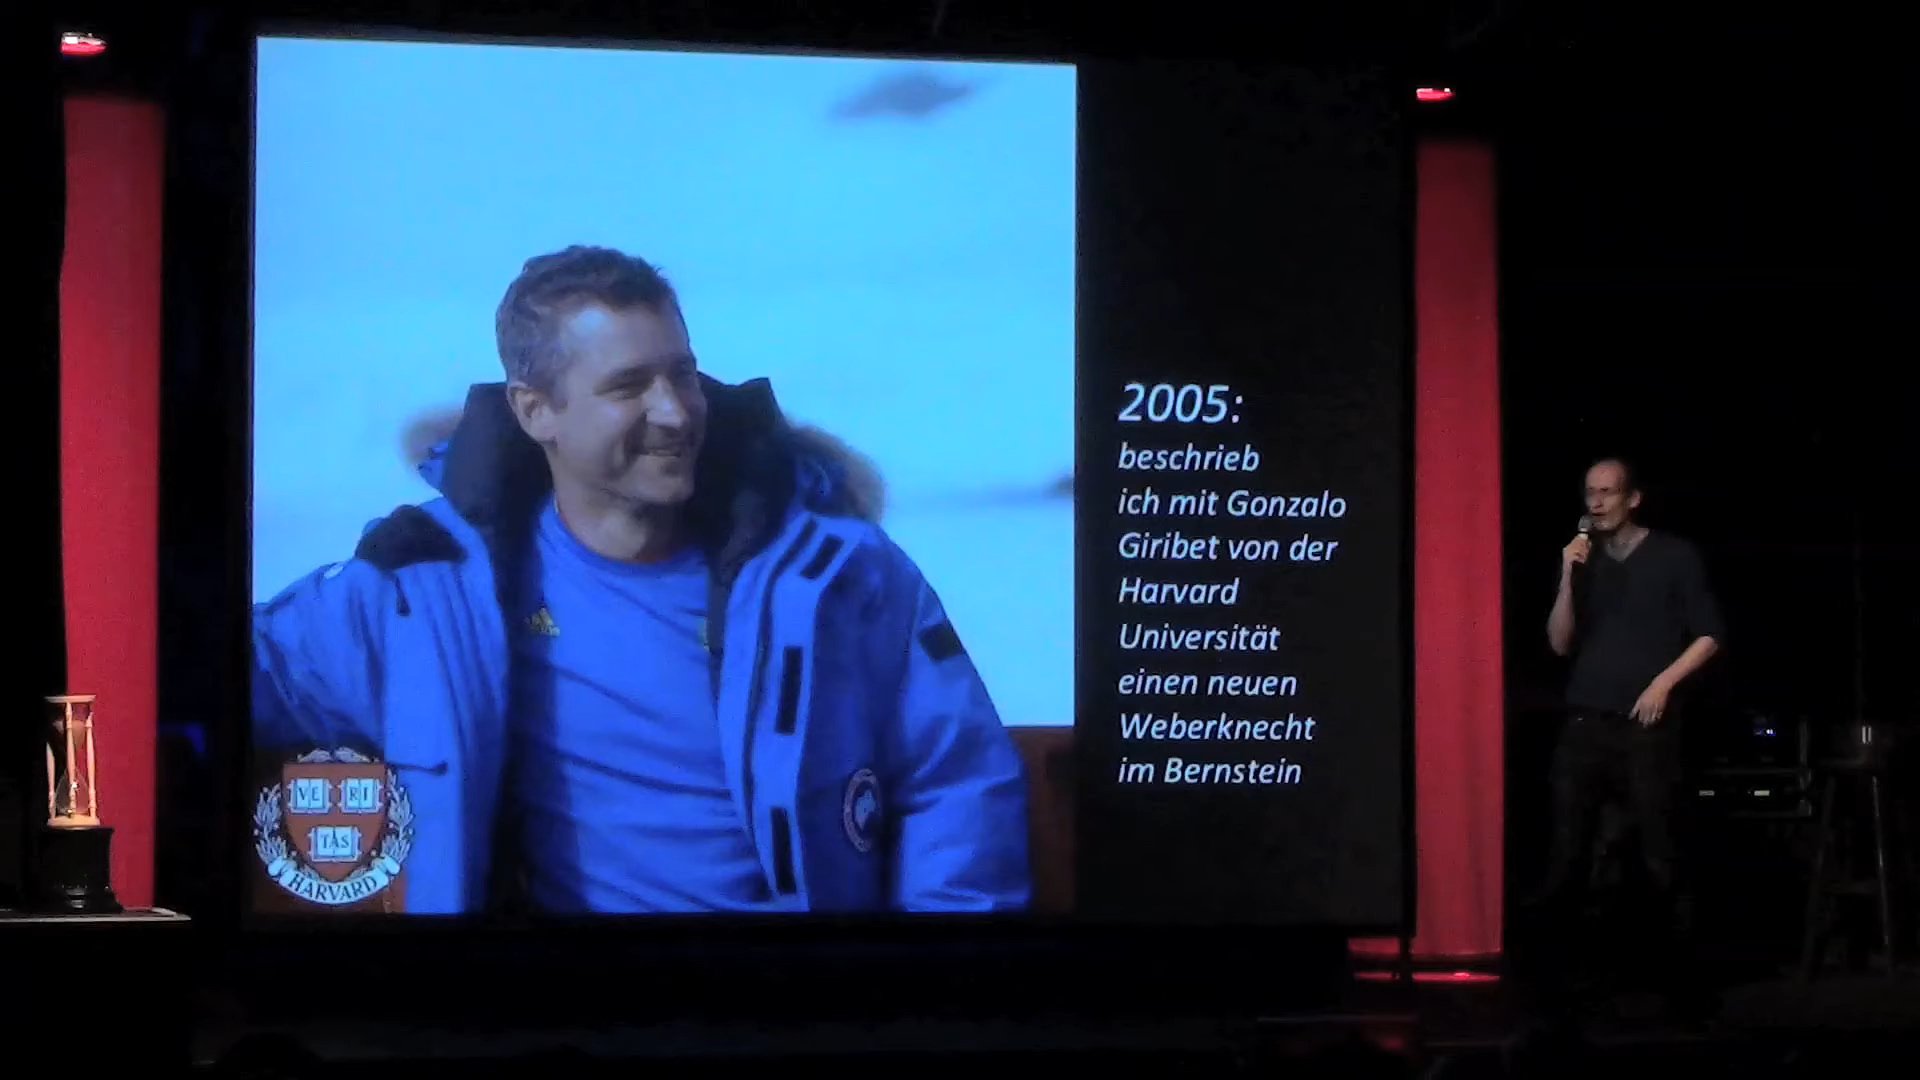 2005:
beschrieb
ich mit Gonzalo
Giribet von der
Harvard
Universität
einen neuen
Weberknecht
im Bernstein
VE RI
TAS
HARVARD